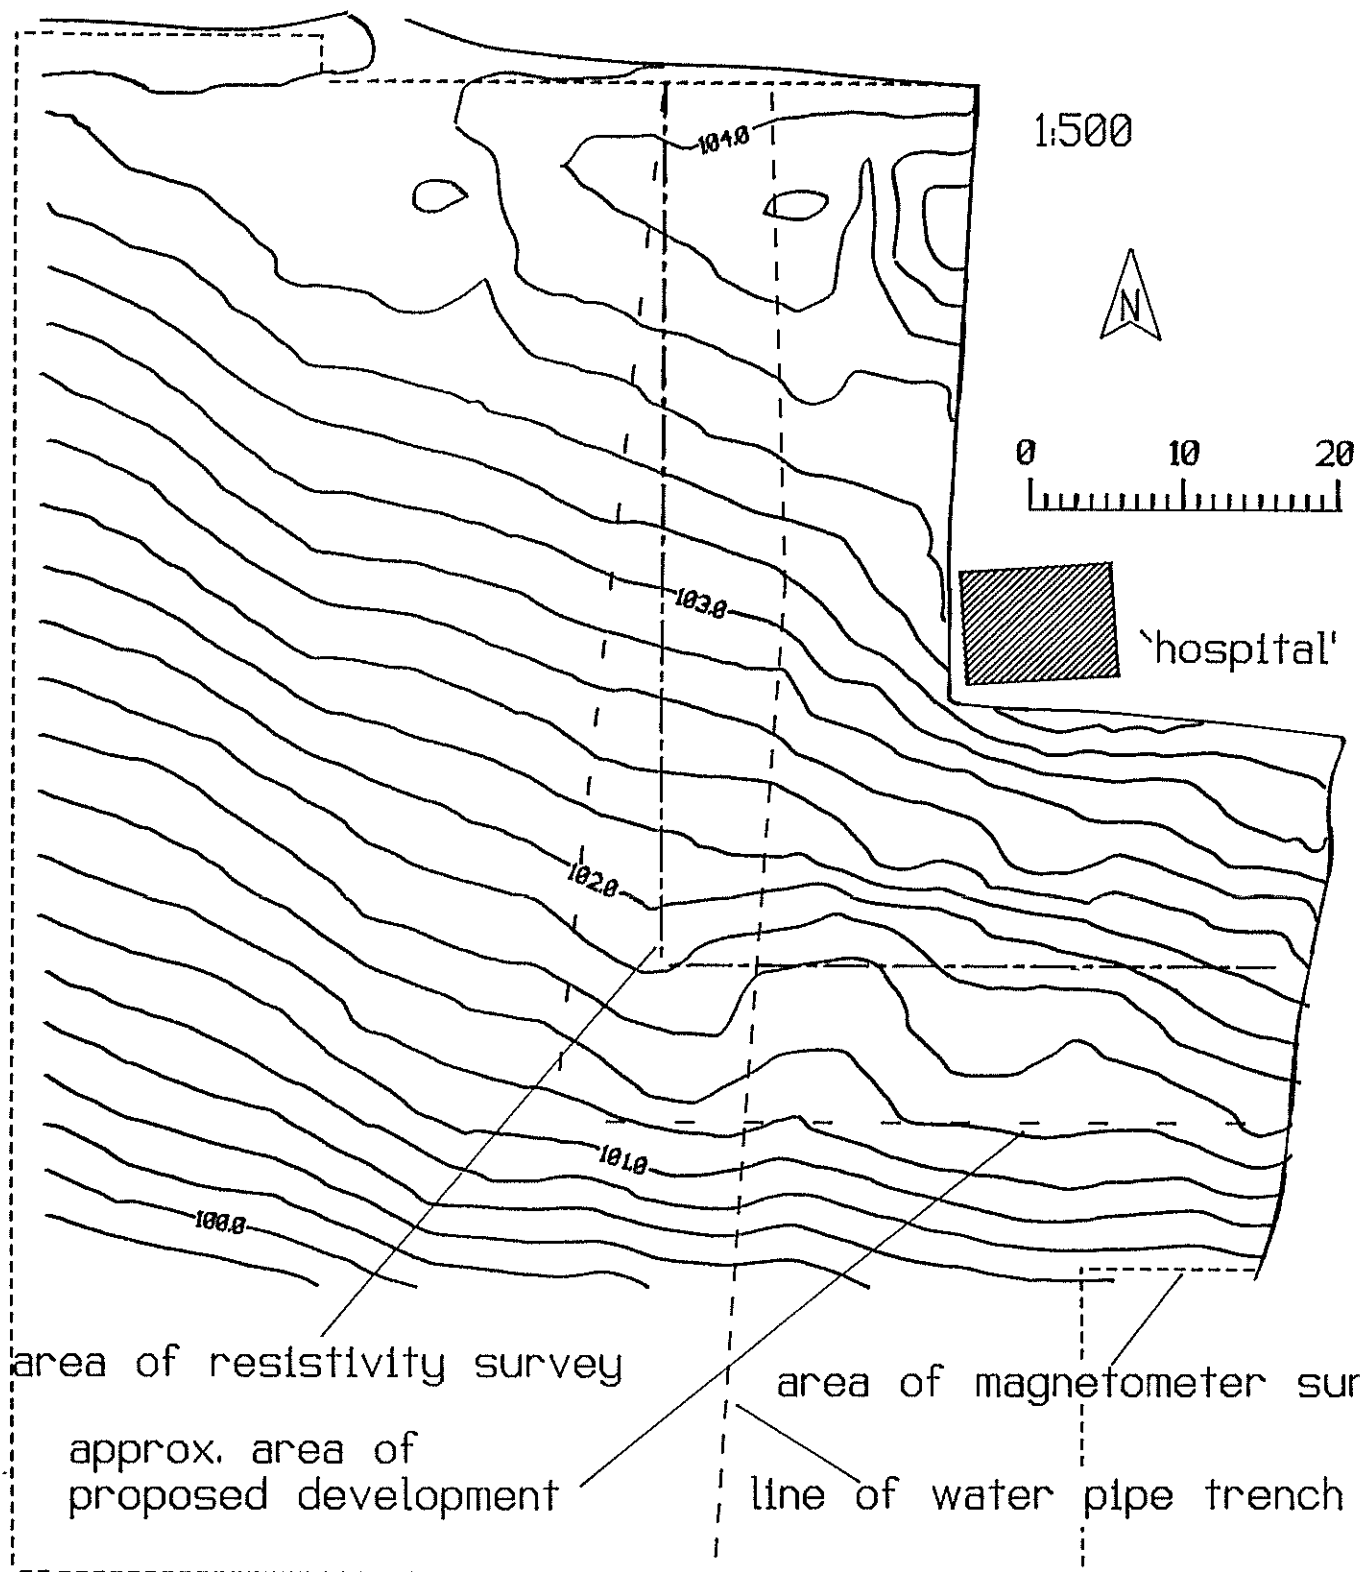 104.0
1:500
N
0 10 20
103.0
`hospital'
102.0
101.0
100.0
area of resistivity survey
area of magnetometer sur
approx. area of
proposed development
line of water pipe trench